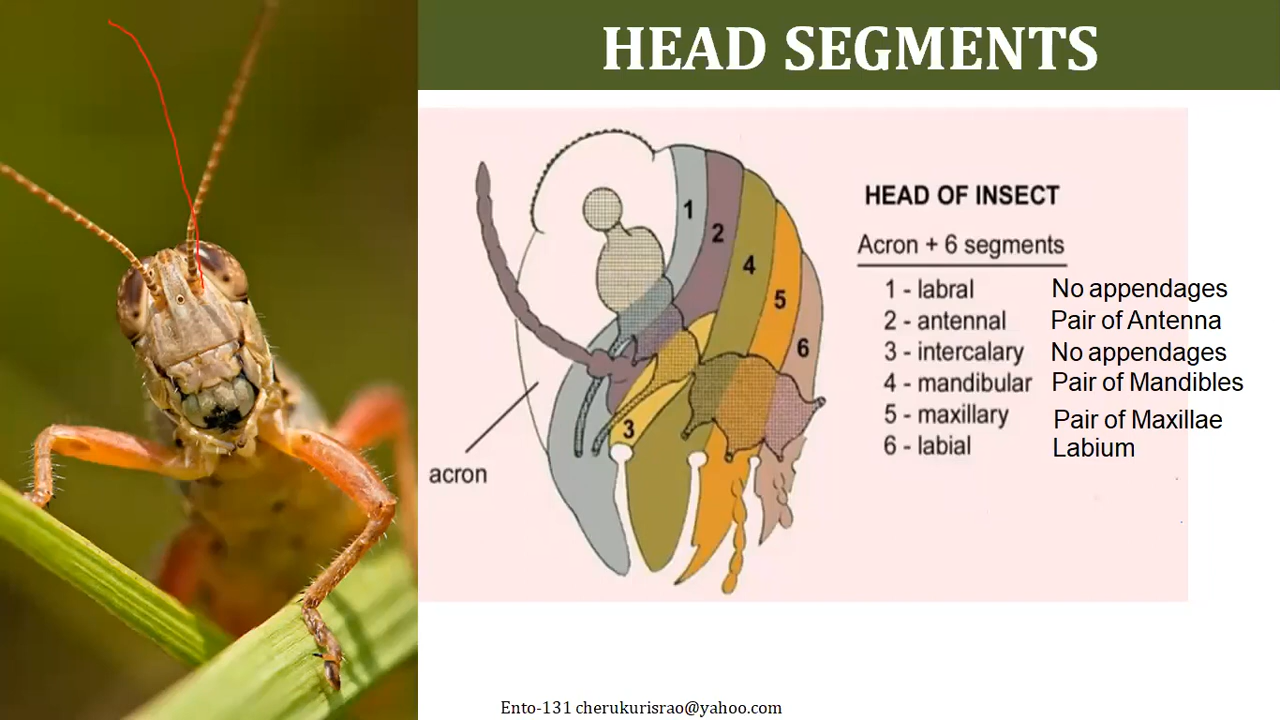 HEAD SEGMENTS
1
2
4
5
6
3
acron
HEAD OF INSECT
Acron + 6 segments
1 - labral No appendages
2 - antennal Pair of Antenna
3 - intercalary No appendages
4 - mandibular Pair of Mandibles
5 - maxillary Pair of Maxillae
6 - labial Labium
Ento-131 cherukurisrao@yahoo.com